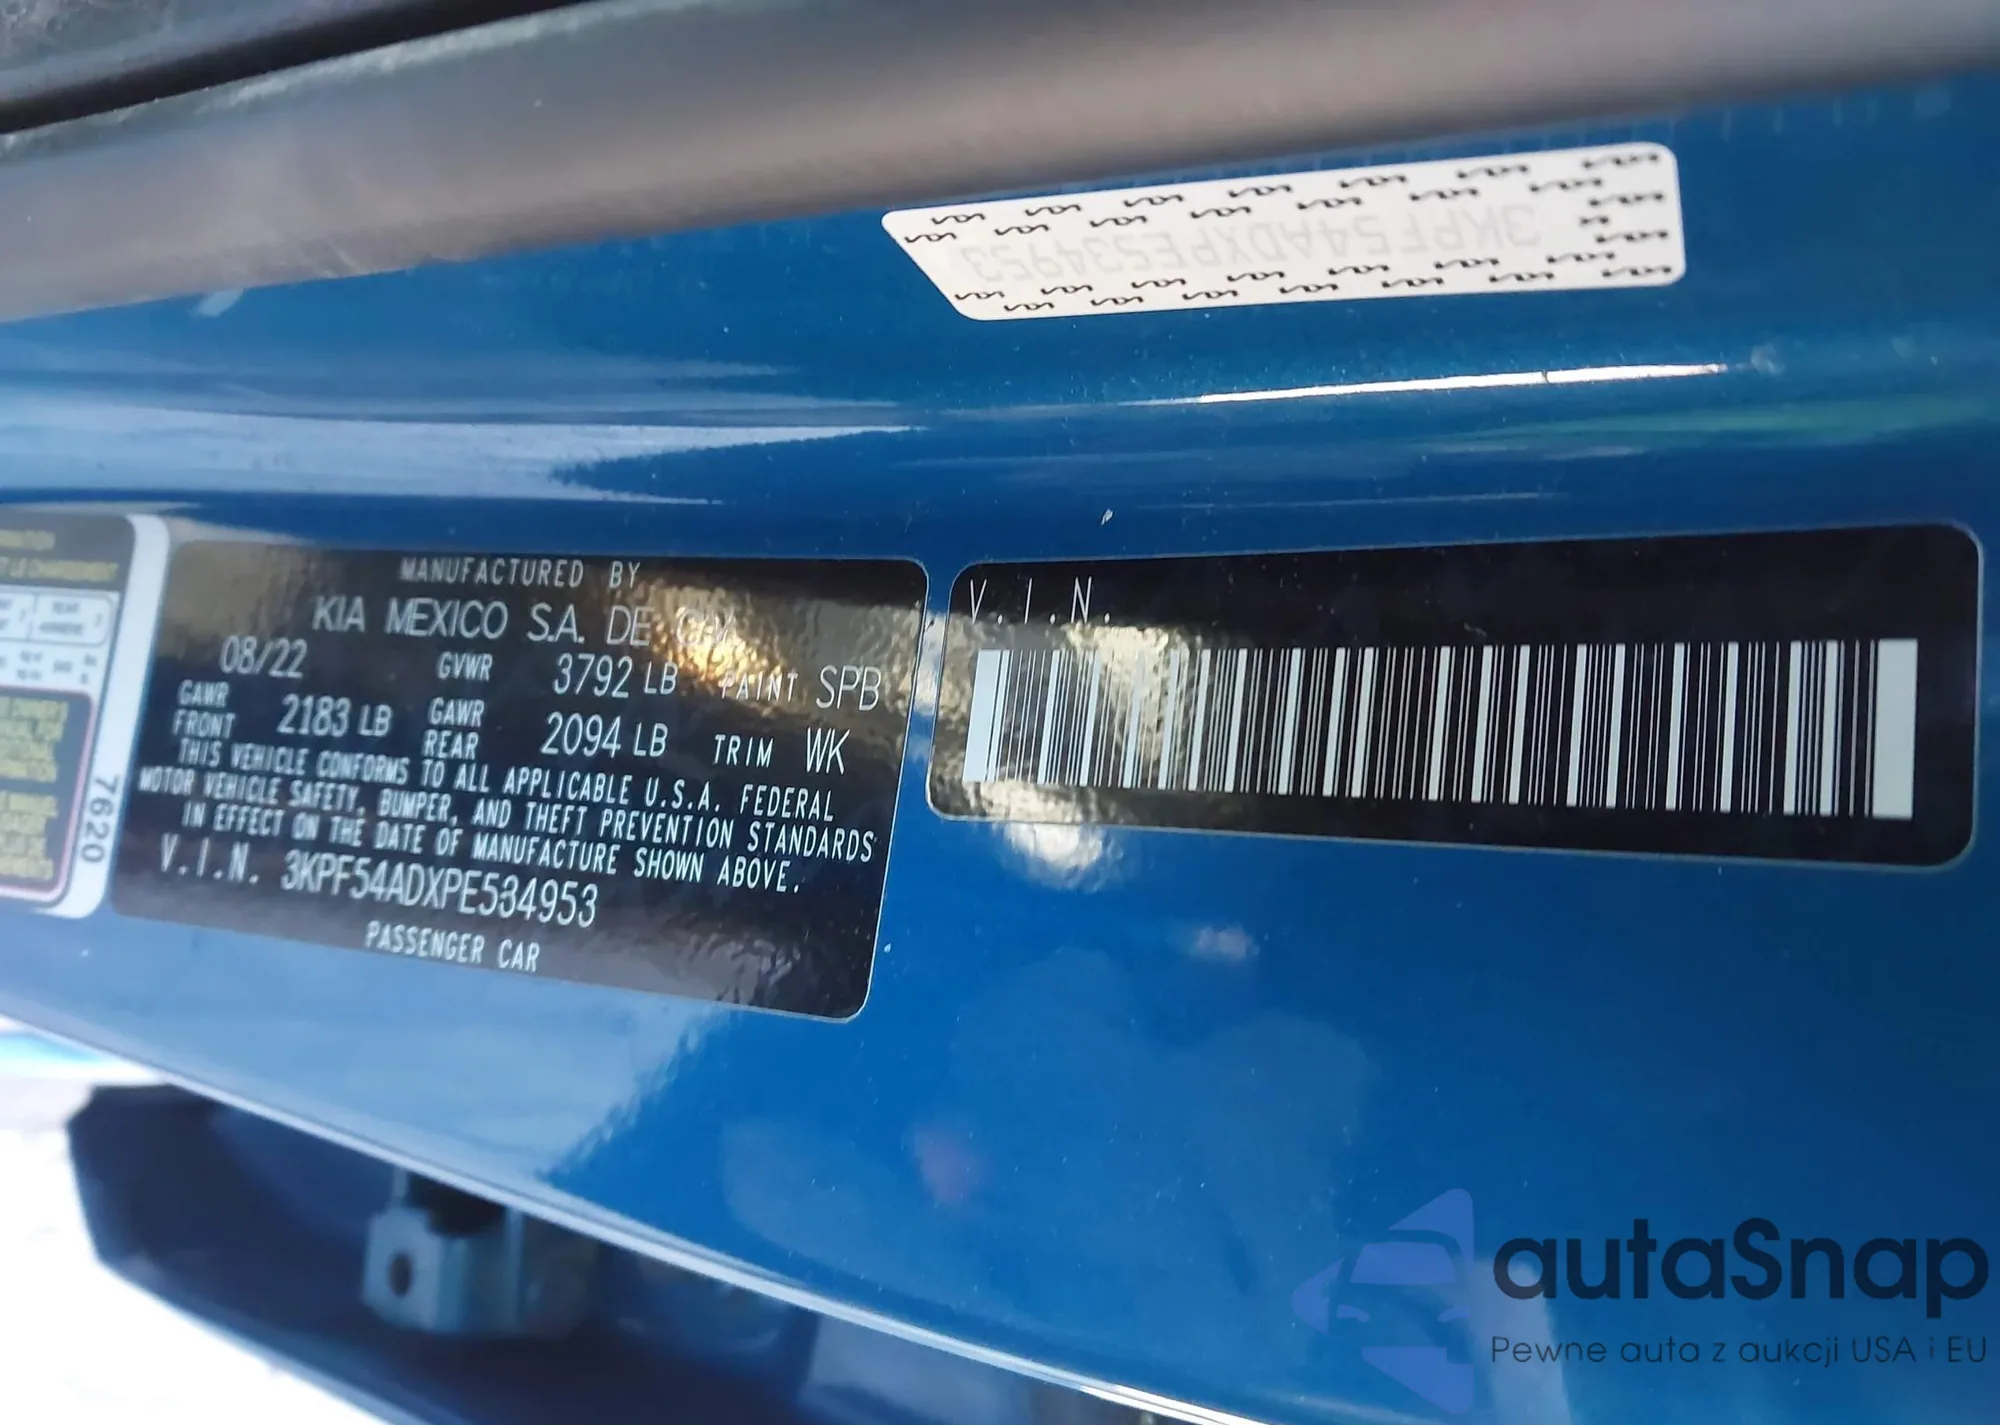 3KPF54ADXPE534953
MANUFACTURED BY
KIA MEXICO S.A. DE C.V.
08/22 GVWR 3792 LB PAINT SPB
GAWR FRONT 2183 LB GAWR REAR 2094 LB TRIM WK
THIS VEHICLE CONFORMS TO ALL APPLICABLE U.S.A. FEDERAL
MOTOR VEHICLE SAFETY, BUMPER, AND THEFT PREVENTION STANDARDS
IN EFFECT ON THE DATE OF MANUFACTURE SHOWN ABOVE.
V.I.N. 3KPF54ADXPE534953
PASSENGER CAR
V.I.N.
7620
autaSnap
Pewne auta z aukcji USA i EU